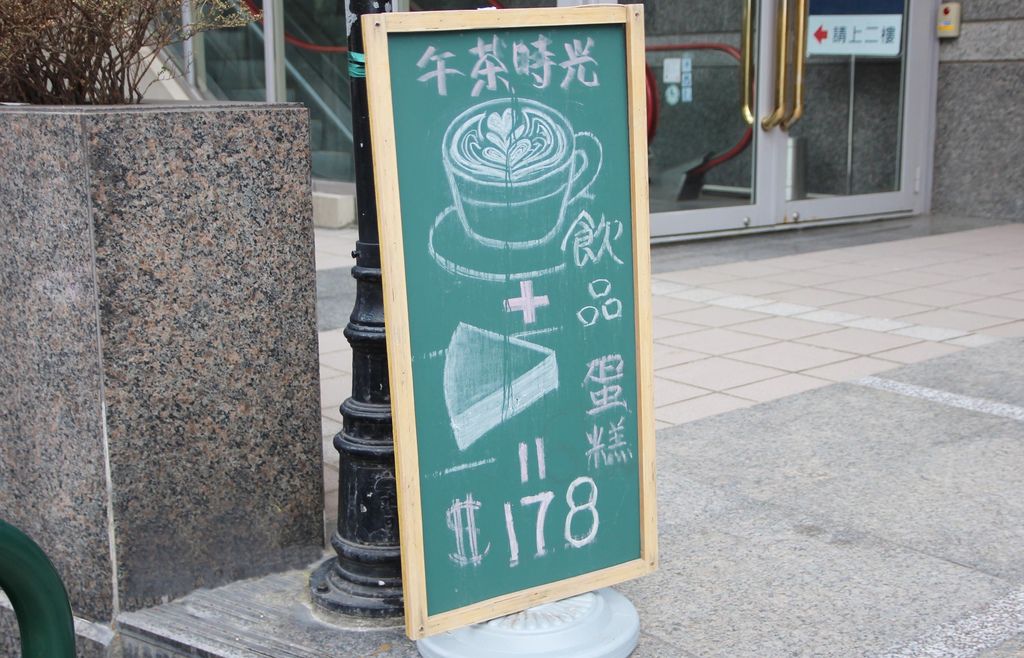 午茶時光
飲品
+
蛋糕
=
$178
請上二樓